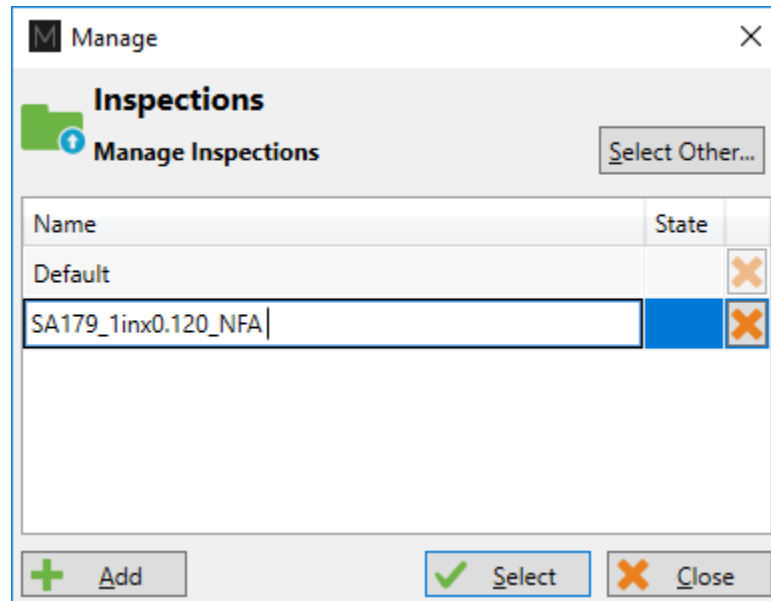 M Manage
Inspections
Manage Inspections
Select Other...
Name State
Default
SA179_1inx0.120_NFA
Add Select Close